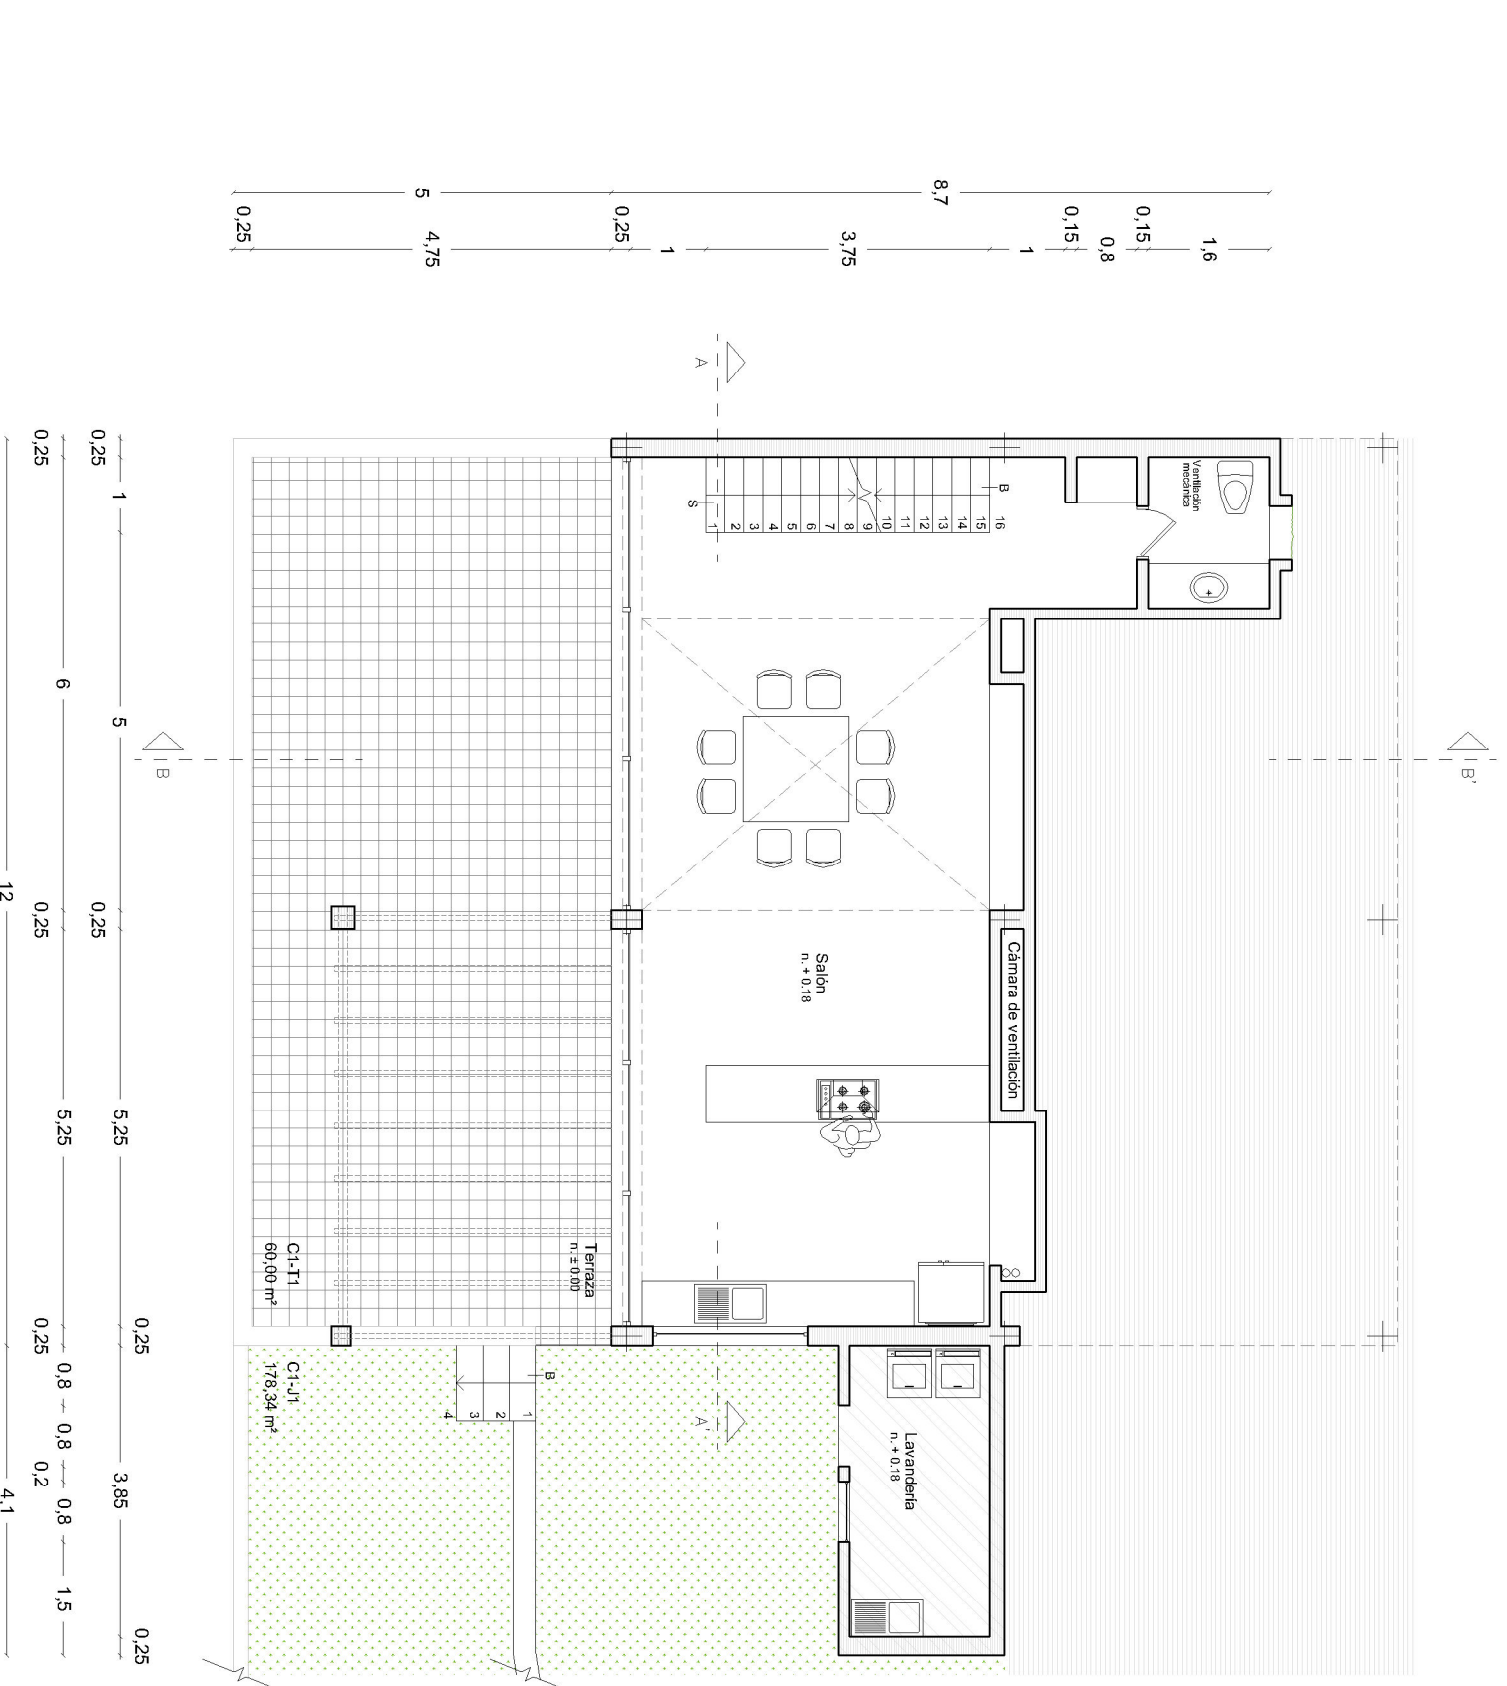 5
8,7
0,25
4,75
0,25
1
3,75
1
0,15
0,8
0,15
1,6
A
Ventilación
mecánica
B
S
1
2
3
4
5
6
7
8
9
10
11
12
13
14
15
16
B
B'
Salón
n. + 0.18
Cámara de ventilación
Terraza
n. ± 0.00
C1-T1
60,00 m²
C1-J1
178,34 m²
B
1
2
3
4
A'
Lavandería
n. + 0.18
0,25
1
5
0,25
5,25
0,25
3,85
0,25
0,25
6
0,25
5,25
0,25
0,8
0,8
0,2
0,8
1,5
12
4,1